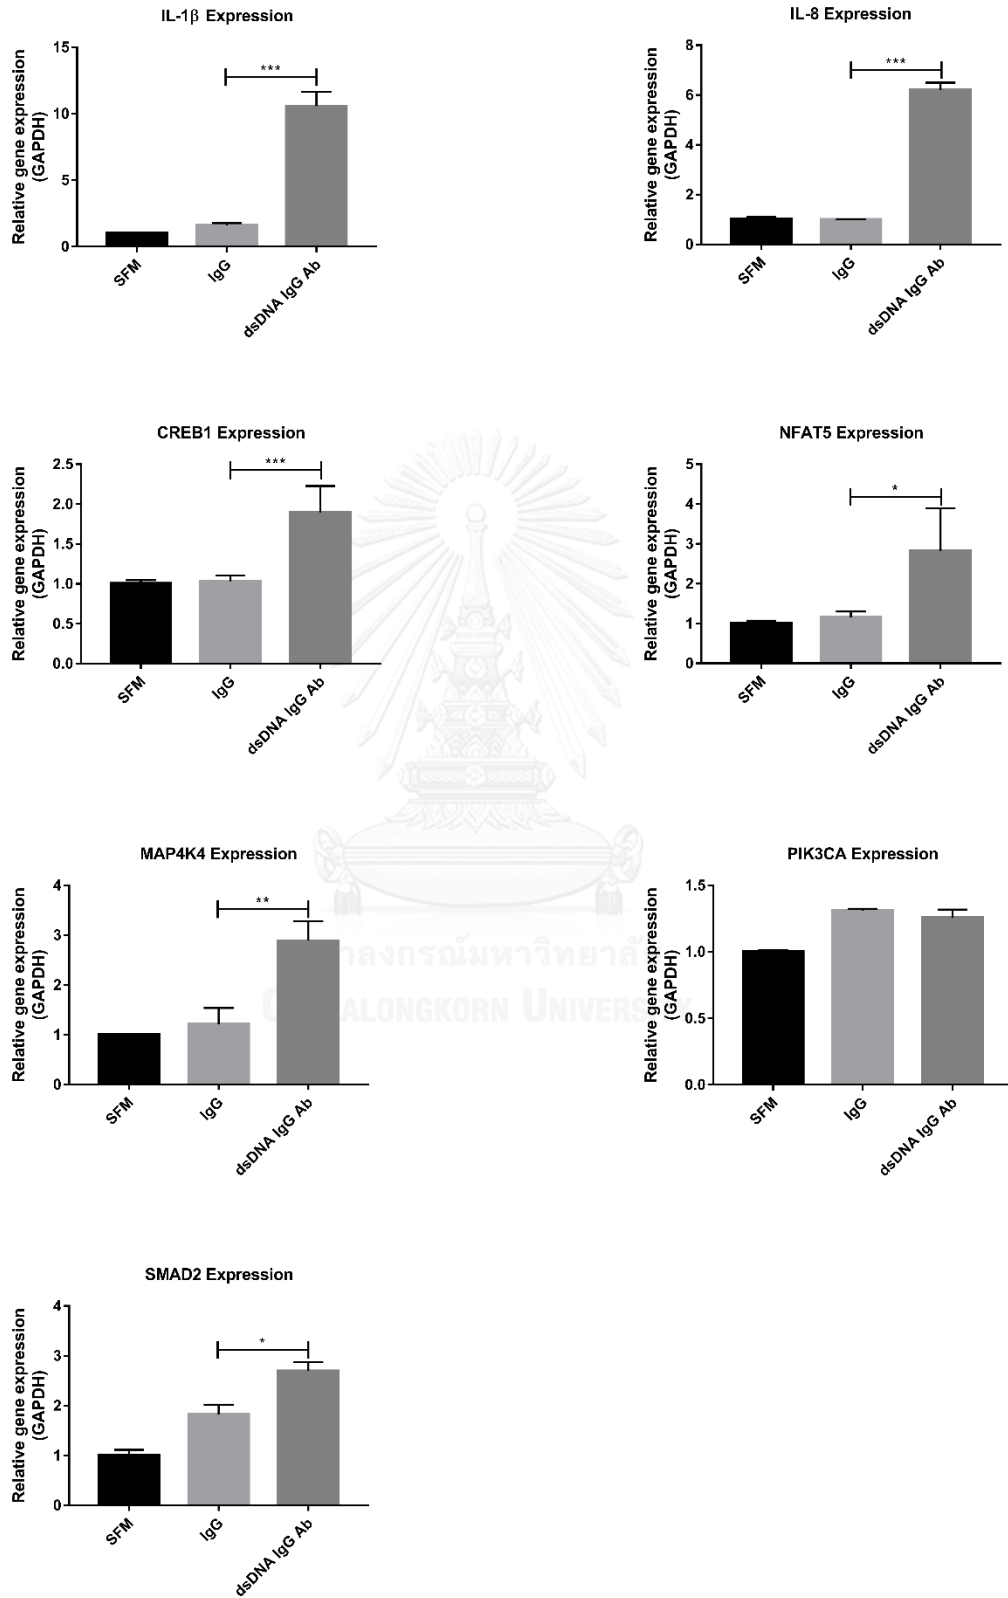 IL-1β Expression
Relative gene expression
(GAPDH)
15
10
5
0
***
SFM
IgG
dsDNA IgG Ab
IL-8 Expression
Relative gene expression
(GAPDH)
8
6
4
2
0
***
SFM
IgG
dsDNA IgG Ab
CREB1 Expression
Relative gene expression
(GAPDH)
2.5
2.0
1.5
1.0
0.5
0.0
***
SFM
IgG
dsDNA IgG Ab
NFAT5 Expression
Relative gene expression
(GAPDH)
5
4
3
2
1
0
*
SFM
IgG
dsDNA IgG Ab
MAP4K4 Expression
Relative gene expression
(GAPDH)
4
3
2
1
0
**
SFM
IgG
dsDNA IgG Ab
PIK3CA Expression
Relative gene expression
(GAPDH)
1.5
1.0
0.5
0.0
SFM
IgG
dsDNA IgG Ab
SMAD2 Expression
Relative gene expression
(GAPDH)
4
3
2
1
0
*
SFM
IgG
dsDNA IgG Ab